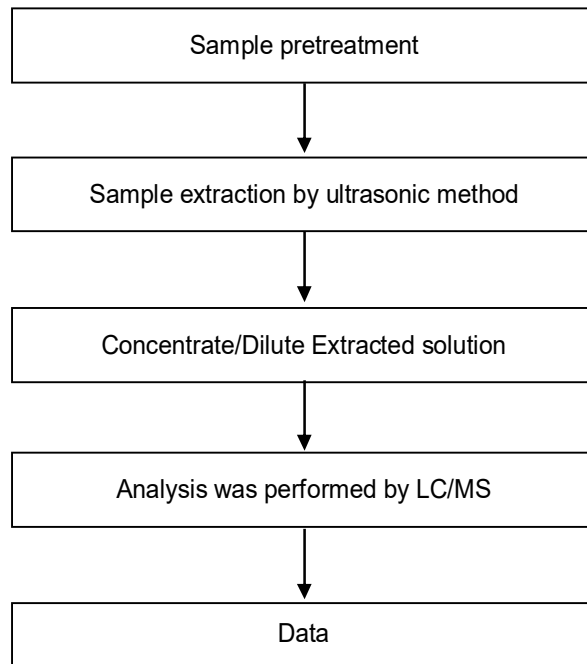 Sample pretreatment
Sample extraction by ultrasonic method
Concentrate/Dilute Extracted solution
Analysis was performed by LC/MS
Data